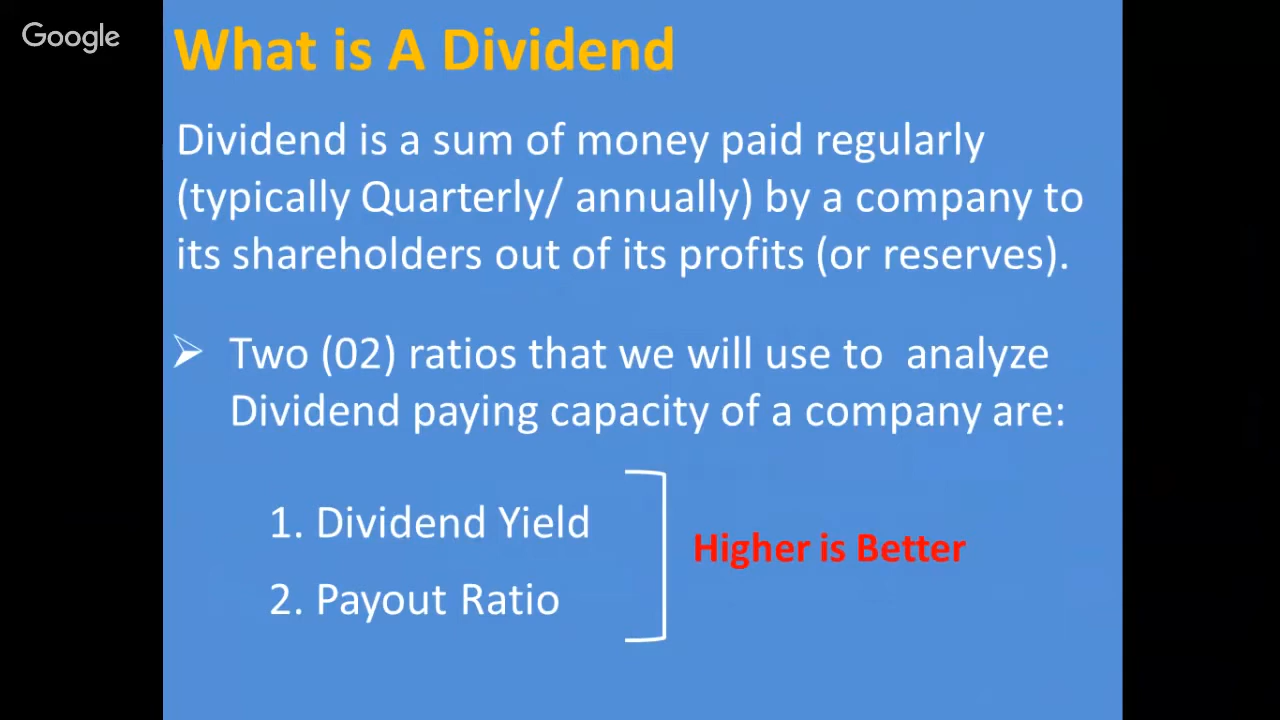 Google
What is A Dividend
Dividend is a sum of money paid regularly
(typically Quarterly/ annually) by a company to
its shareholders out of its profits (or reserves).
Two (02) ratios that we will use to analyze
Dividend paying capacity of a company are:
1. Dividend Yield
Higher is Better
2. Payout Ratio